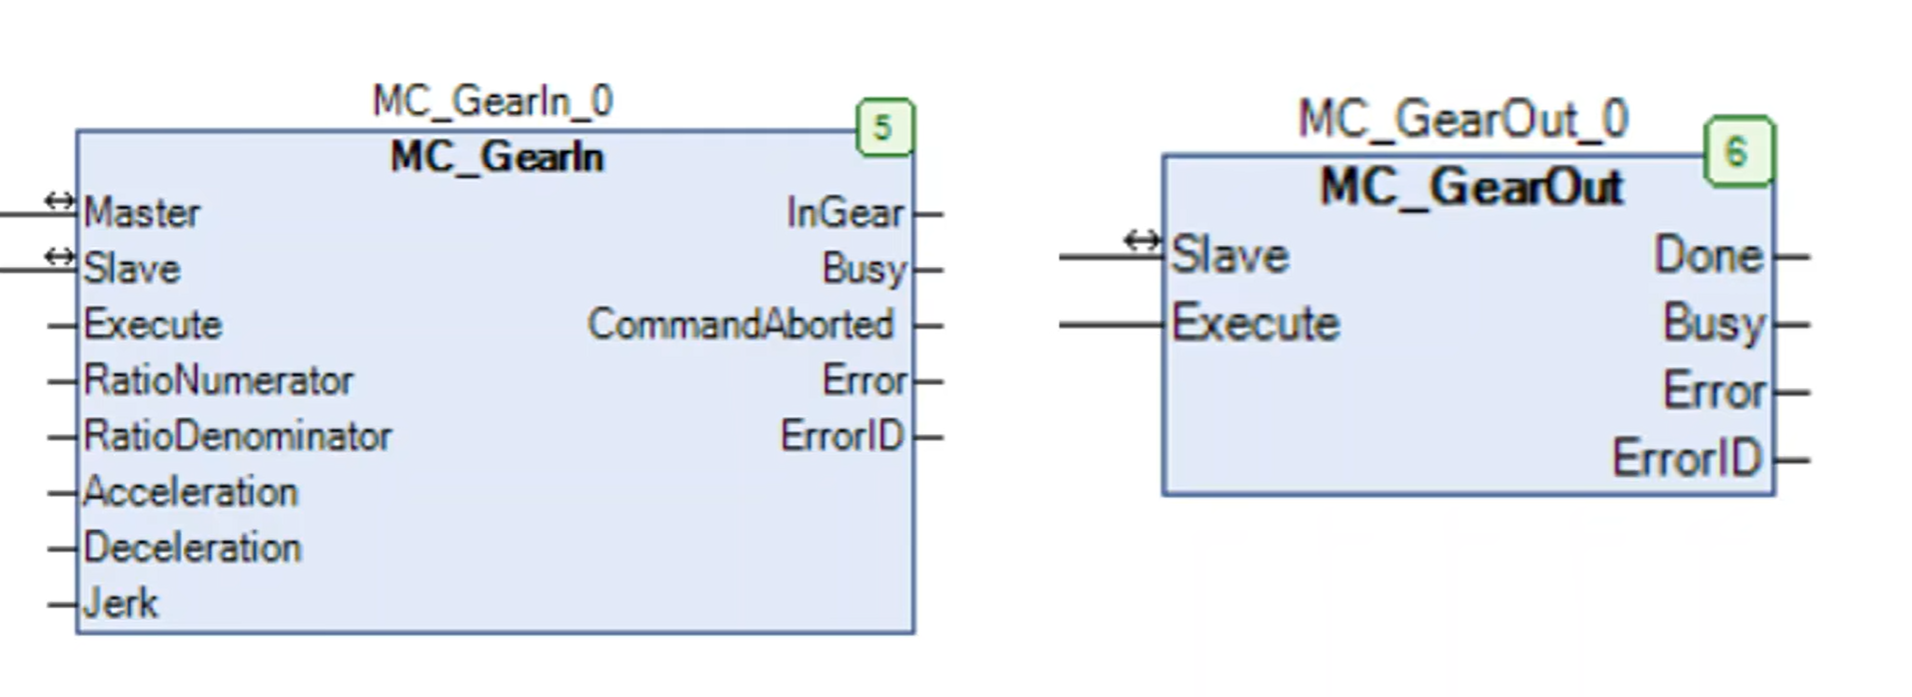 MC_GearIn_0
5
MC_GearIn
Master InGear
Slave Busy
Execute CommandAborted
RatioNumerator Error
RatioDenominator ErrorID
Acceleration
Deceleration
Jerk
MC_GearOut_0
6
MC_GearOut
Slave Done
Execute Busy
Error
ErrorID